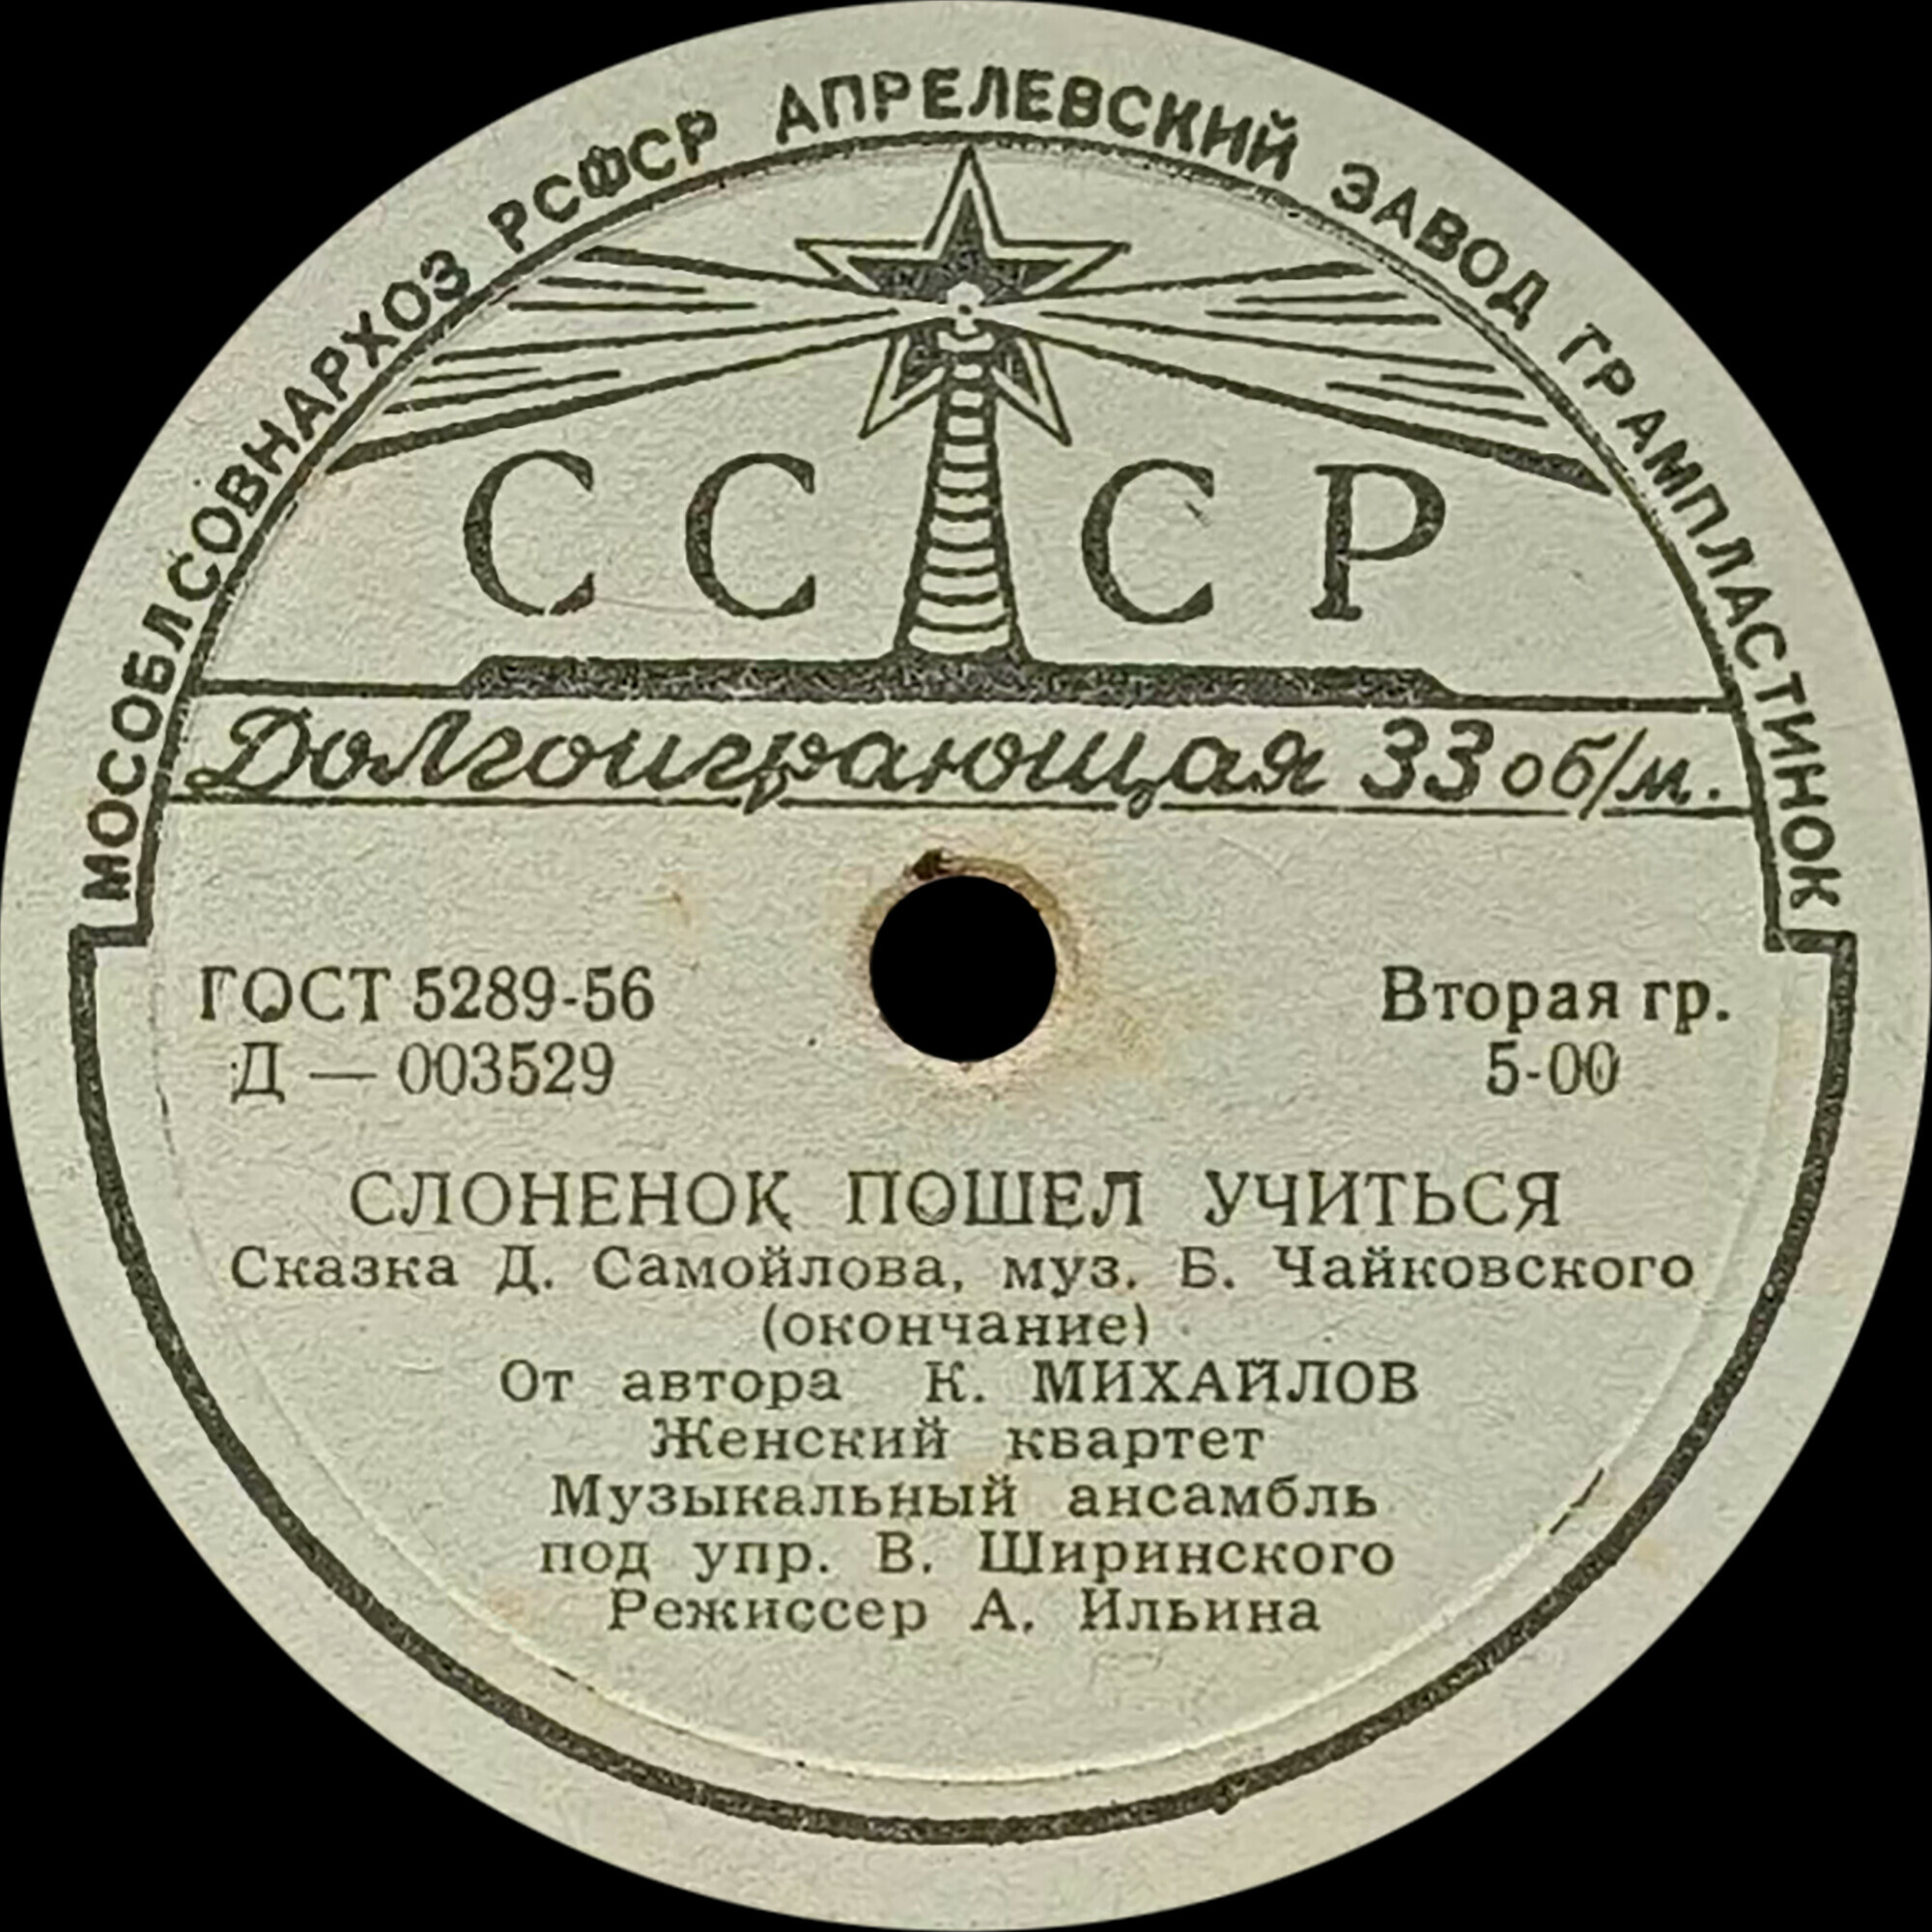 МОСОБЛСОВНАРХОЗ РСФСР АПРЕЛЕВСКИЙ ЗАВОД ГРАМПЛАСТИНОК
СССР
Долгоиграющая 33 об/м.
ГОСТ 5289-56
Д — 003529
Вторая гр.
5-00
СЛОНЕНОК ПОШЕЛ УЧИТЬСЯ
Сказка Д. Самойлова, муз. Б. Чайковского
(окончание)
От автора К. МИХАЙЛОВ
Женский квартет
Музыкальный ансамбль
под упр. В. Ширинского
Режиссер А. Ильина